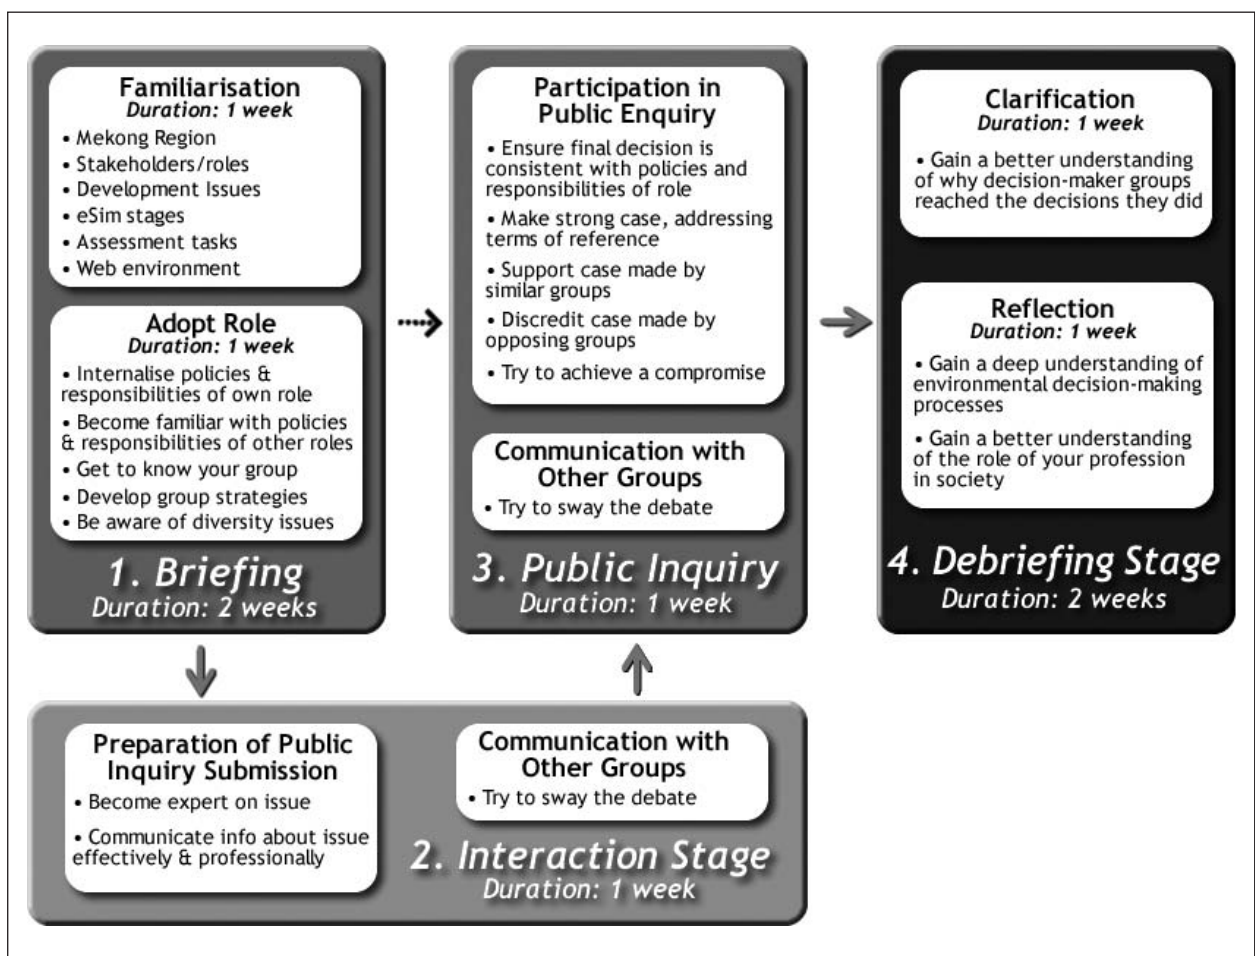 Familiarisation
Duration: 1 week
• Mekong Region
• Stakeholders/roles
• Development Issues
• eSim stages
• Assessment tasks
• Web environment
Adopt Role
Duration: 1 week
• Internalise policies &
responsibilities of own role
• Become familiar with policies
& responsibilities of other roles
• Get to know your group
• Develop group strategies
• Be aware of diversity issues
1. Briefing
Duration: 2 weeks
Participation in
Public Enquiry
• Ensure final decision is
consistent with policies and
responsibilities of role
• Make strong case, addressing
terms of reference
• Support case made by
similar groups
• Discredit case made by
opposing groups
• Try to achieve a compromise
Communication with
Other Groups
• Try to sway the debate
3. Public Inquiry
Duration: 1 week
Clarification
Duration: 1 week
• Gain a better understanding
of why decision-maker groups
reached the decisions they did
Reflection
Duration: 1 week
• Gain a deep understanding of
environmental decision-making
processes
• Gain a better understanding
of the role of your profession
in society
4. Debriefing Stage
Duration: 2 weeks
Preparation of Public
Inquiry Submission
• Become expert on issue
• Communicate info about issue
effectively & professionally
Communication with
Other Groups
• Try to sway the debate
2. Interaction Stage
Duration: 1 week